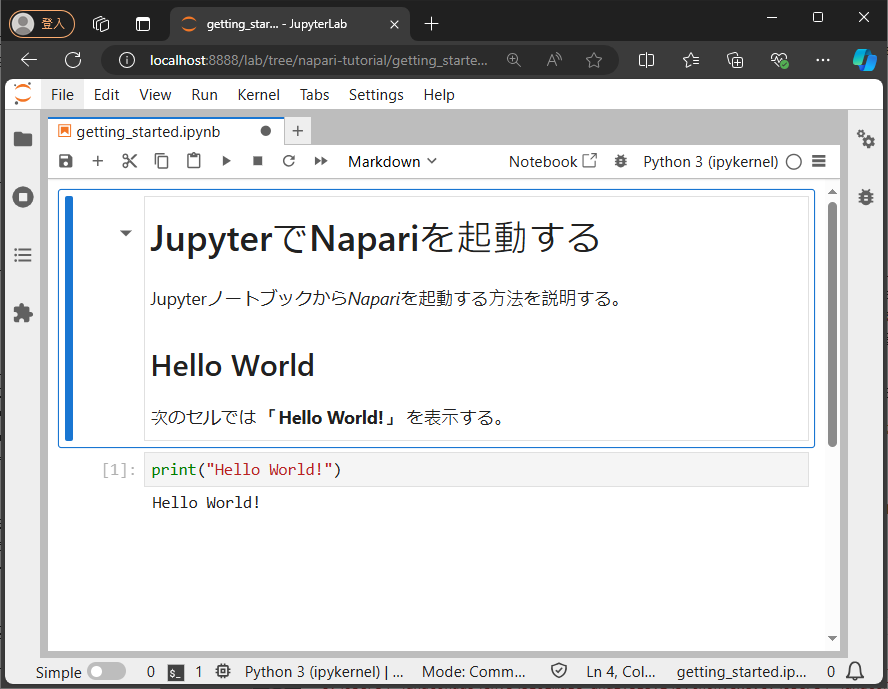 登入
getting_star... - JupyterLab
localhost:8888/lab/tree/napari-tutorial/getting_starte...
File Edit View Run Kernel Tabs Settings Help
getting_started.ipynb
Markdown Notebook Python 3 (ipykernel)
JupyterでNapariを起動する
JupyterノートブックからNapariを起動する方法を説明する。
Hello World
次のセルでは「Hello World!」を表示する。
[1]: print("Hello World!")
Hello World!
Simple 0 1 Python 3 (ipykernel) | ... Mode: Comm... Ln 4, Col... getting_started.ip... 0